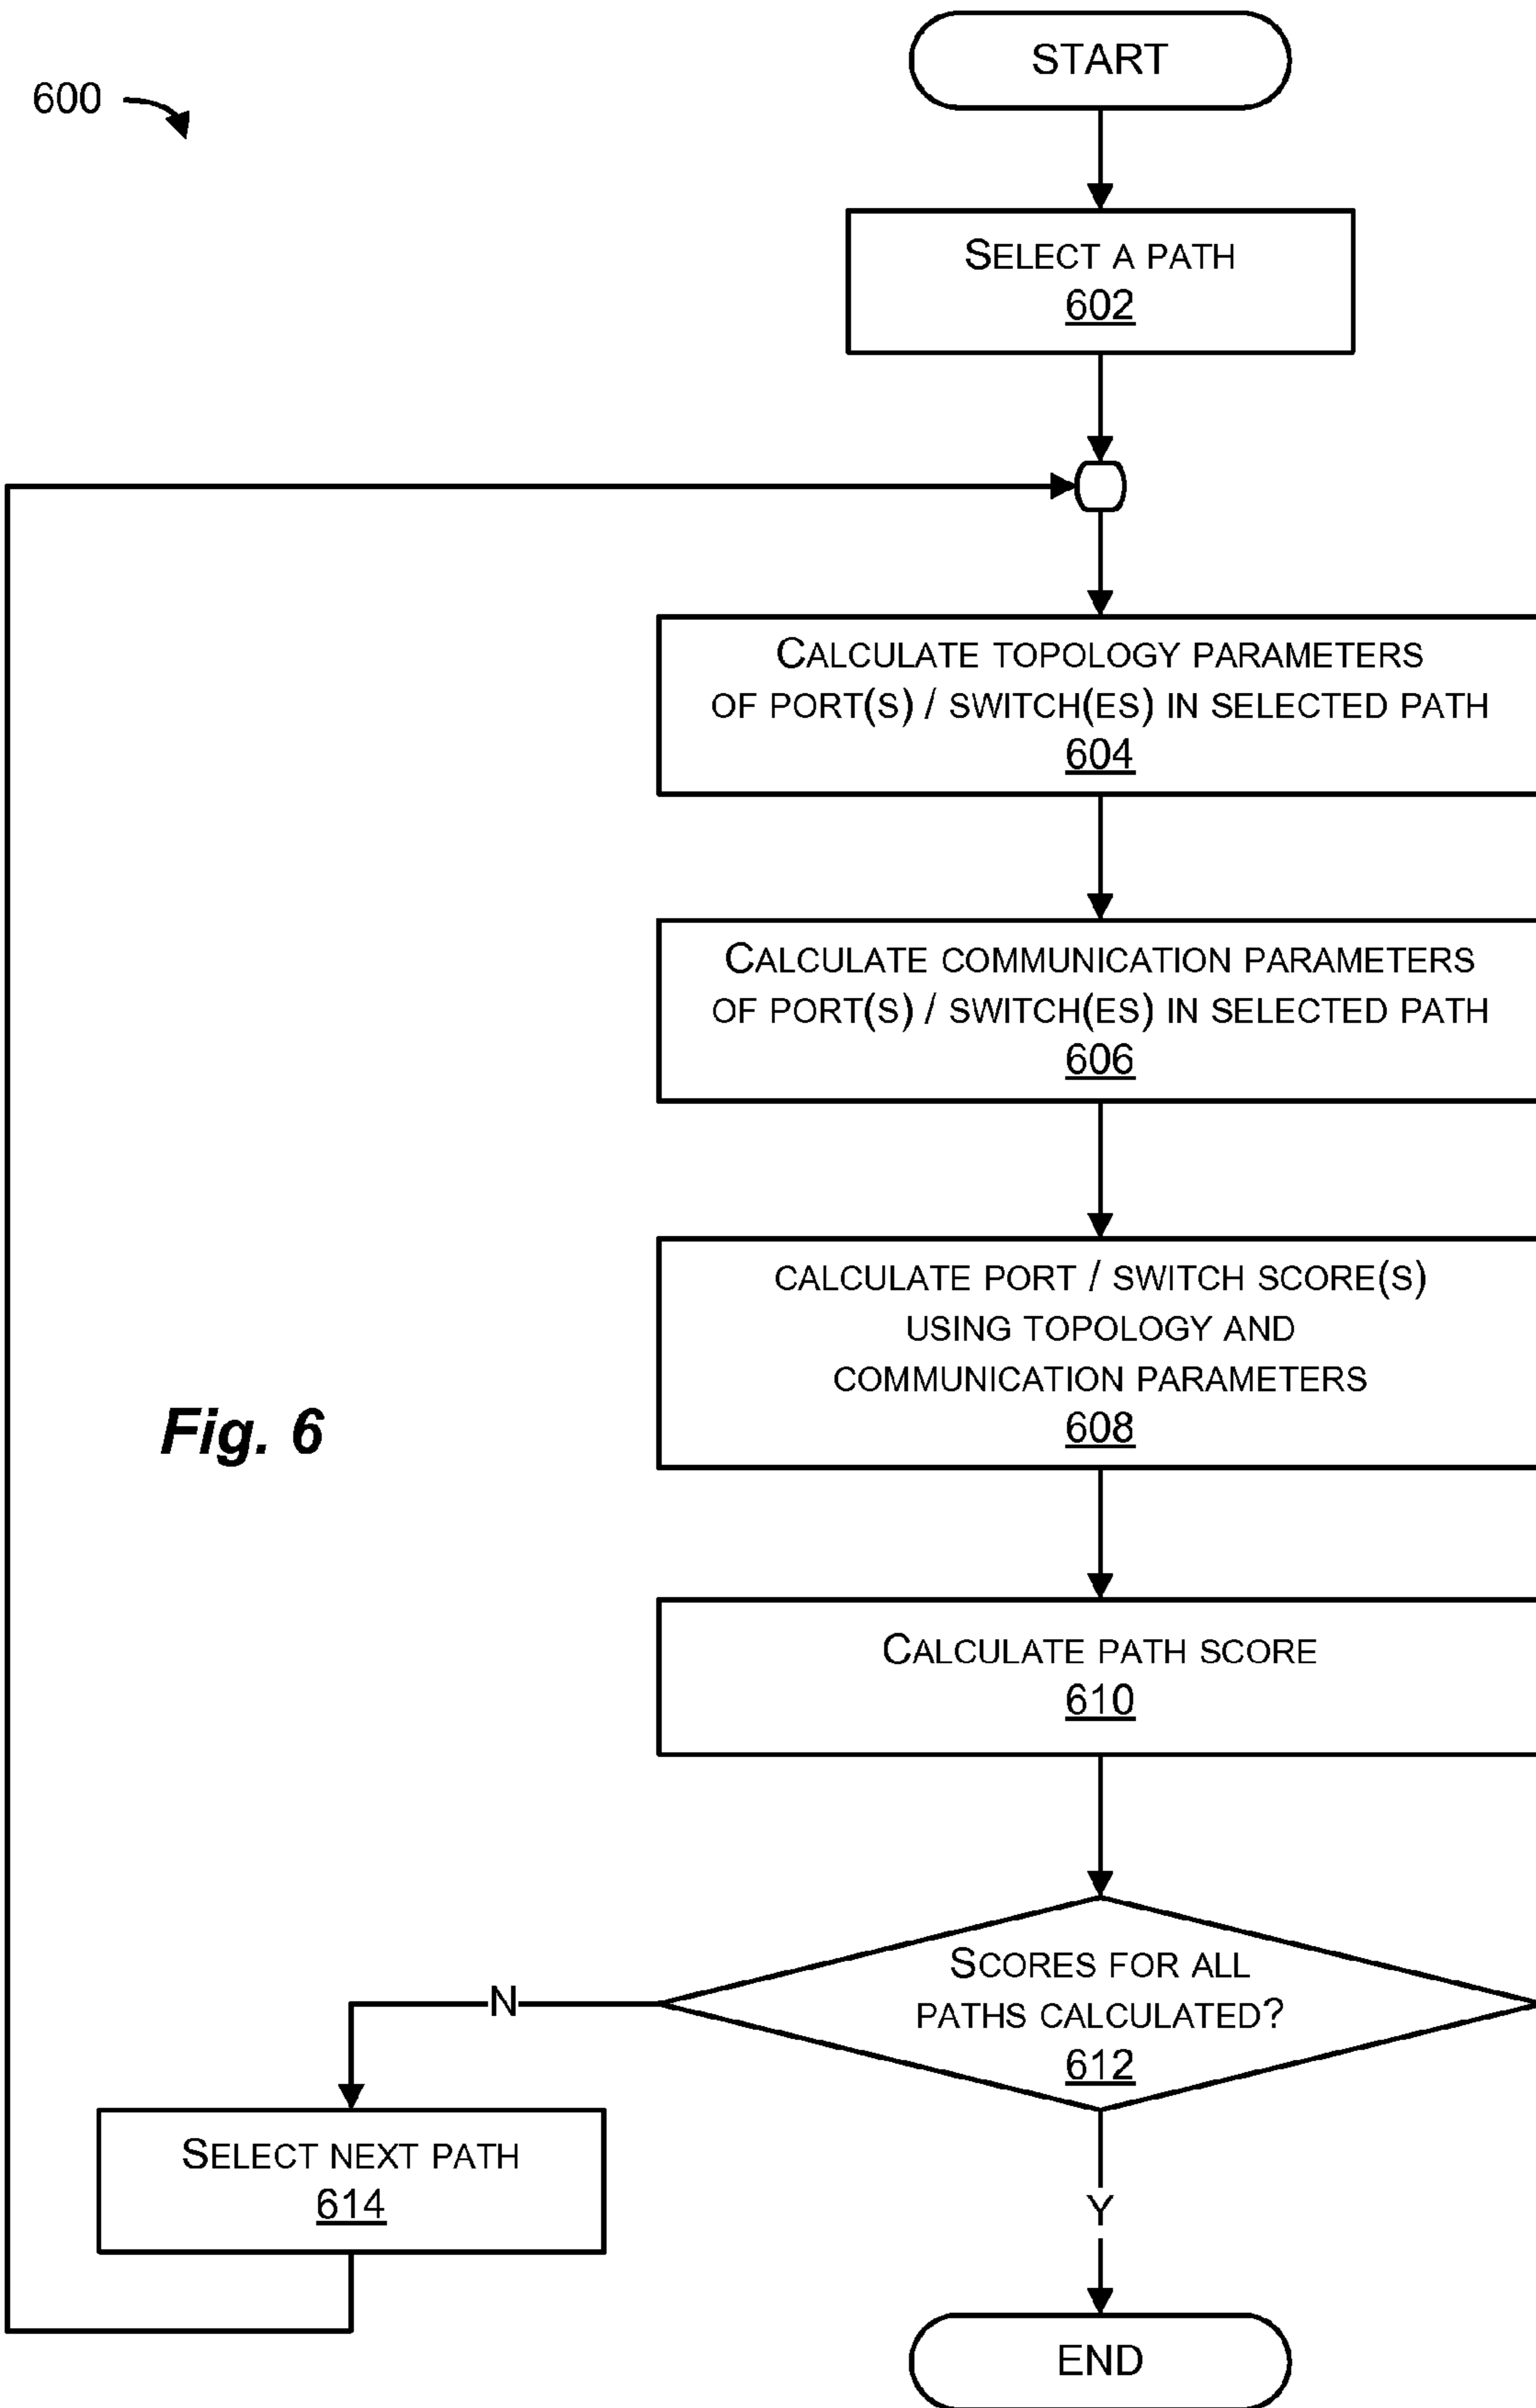 START
600
SELECT A PATH
602
CALCULATE TOPOLOGY PARAMETERS
OF PORT(S) / SWITCH(ES) IN SELECTED PATH
604
CALCULATE COMMUNICATION PARAMETERS
OF PORT(S) / SWITCH(ES) IN SELECTED PATH
606
CALCULATE PORT / SWITCH SCORE(S)
USING TOPOLOGY AND
COMMUNICATION PARAMETERS
608
Fig. 6
CALCULATE PATH SCORE
610
SCORES FOR ALL
PATHS CALCULATED?
612
N
SELECT NEXT PATH
614
Y
END